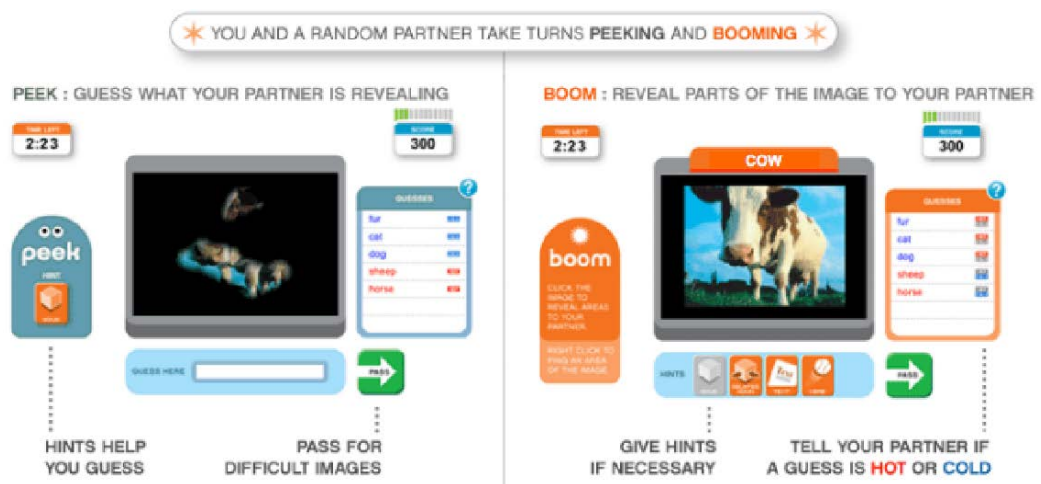 YOU AND A RANDOM PARTNER TAKE TURNS PEEKING AND BOOMING
PEEK : GUESS WHAT YOUR PARTNER IS REVEALING
TIME LEFT
2:23
SCORE
300
peek
HINT
GUESSES
?
fur
cat
dog
sheep
horse
GUESS HERE
PASS
HINTS HELP
YOU GUESS
PASS FOR
DIFFICULT IMAGES
BOOM : REVEAL PARTS OF THE IMAGE TO YOUR PARTNER
TIME LEFT
2:23
SCORE
300
COW
boom
CLICK THE
IMAGE TO
REVEAL AREAS
TO YOUR
PARTNER.
RIGHT CLICK TO
PING AN AREA
OF THE IMAGE.
GUESSES
?
fur
cat
dog
sheep
horse
HINTS
PASS
GIVE HINTS
IF NECESSARY
TELL YOUR PARTNER IF
A GUESS IS HOT OR COLD